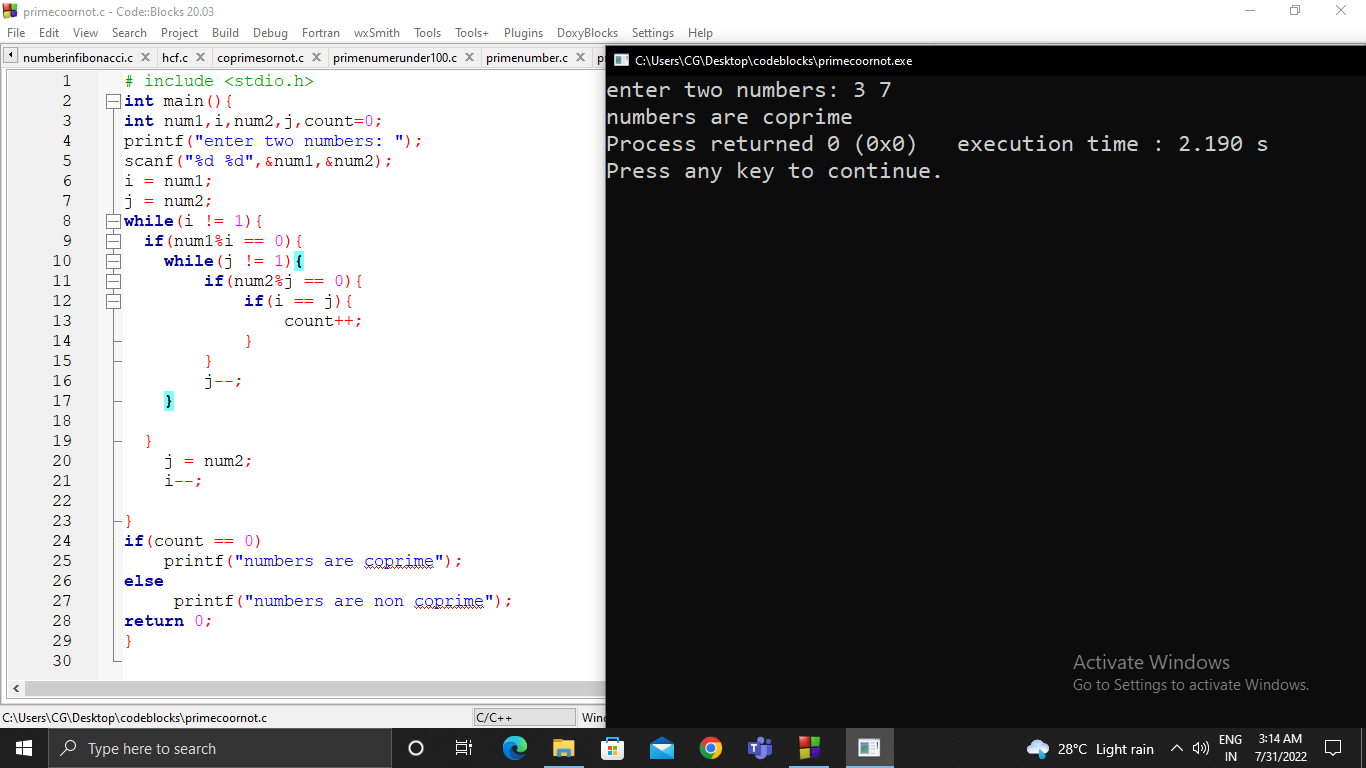 primecoornot.c - Code::Blocks 20.03
File Edit View Search Project Build Debug Fortran wxSmith Tools Tools+ Plugins DoxyBlocks Settings Help
numberinfibonacci.c hcf.c coprimesornot.c primenumerunder100.c primenumber.c
1 # include <stdio.h>
2 int main(){
3 int num1,i,num2,j,count=0;
4 printf("enter two numbers: ");
5 scanf("%d %d",&num1,&num2);
6 i = num1;
7 j = num2;
8 while(i != 1){
9 if(num1%i == 0){
10 while(j != 1){
11 if(num2%j == 0){
12 if(i == j){
13 count++;
14 }
15 }
16 j--;
17 }
18
19 }
20 j = num2;
21 i--;
22
23 }
24 if(count == 0)
25 printf("numbers are coprime");
26 else
27 printf("numbers are non coprime");
28 return 0;
29 }
30
C:\Users\CG\Desktop\codeblocks\primecoornot.c C/C++ Wind
C:\Users\CG\Desktop\codeblocks\primecoornot.exe
enter two numbers: 3 7
numbers are coprime
Process returned 0 (0x0) execution time : 2.190 s
Press any key to continue.
Activate Windows
Go to Settings to activate Windows.
Type here to search
28°C Light rain
ENG
IN
3:14 AM
7/31/2022